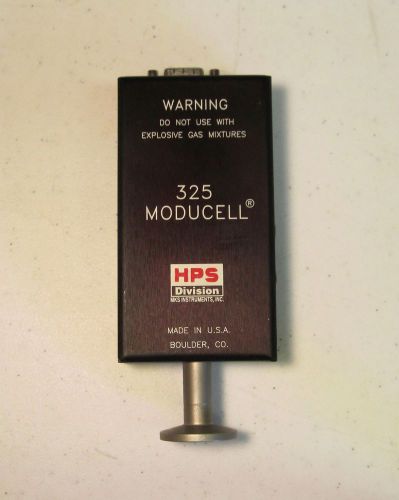 WARNING
DO NOT USE WITH
EXPLOSIVE GAS MIXTURES
325
MODUCELL®
HPS
Division
MKS INSTRUMENTS, INC.
MADE IN U.S.A.
BOULDER, CO.